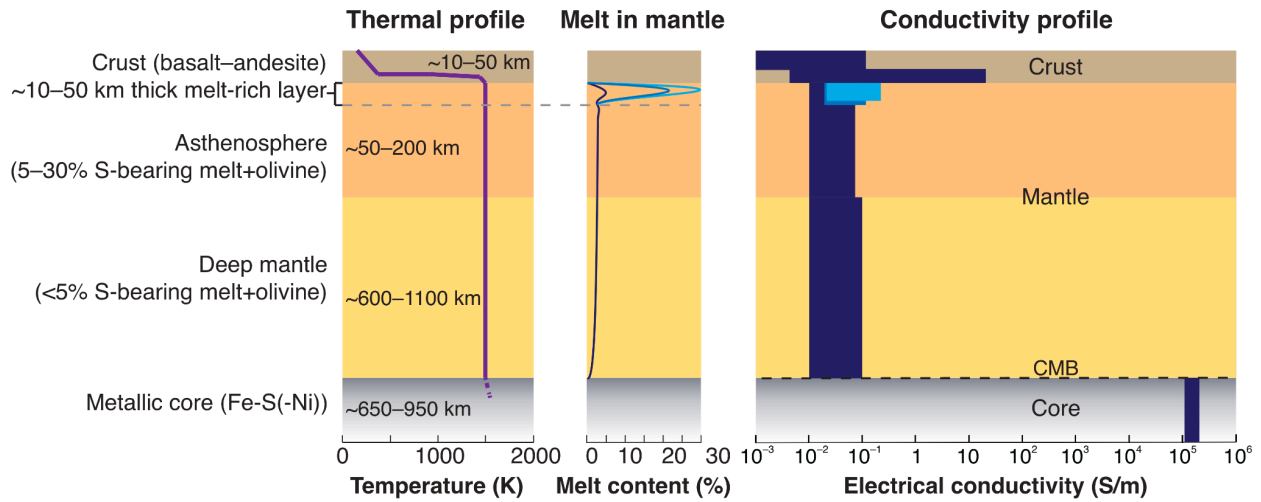 Thermal profile
Melt in mantle
Conductivity profile
Crust (basalt–andesite)
~10–50 km
Crust
~10–50 km thick melt-rich layer
Asthenosphere
(5–30% S-bearing melt+olivine)
~50–200 km
Mantle
Deep mantle
(<5% S-bearing melt+olivine)
~600–1100 km
CMB
Metallic core (Fe-S(-Ni))
~650–950 km
Core
0 1000 2000
0 10 20 30
10⁻³ 10⁻² 10⁻¹ 1 10 10² 10³ 10⁴ 10⁵ 10⁶
Temperature (K)
Melt content (%)
Electrical conductivity (S/m)